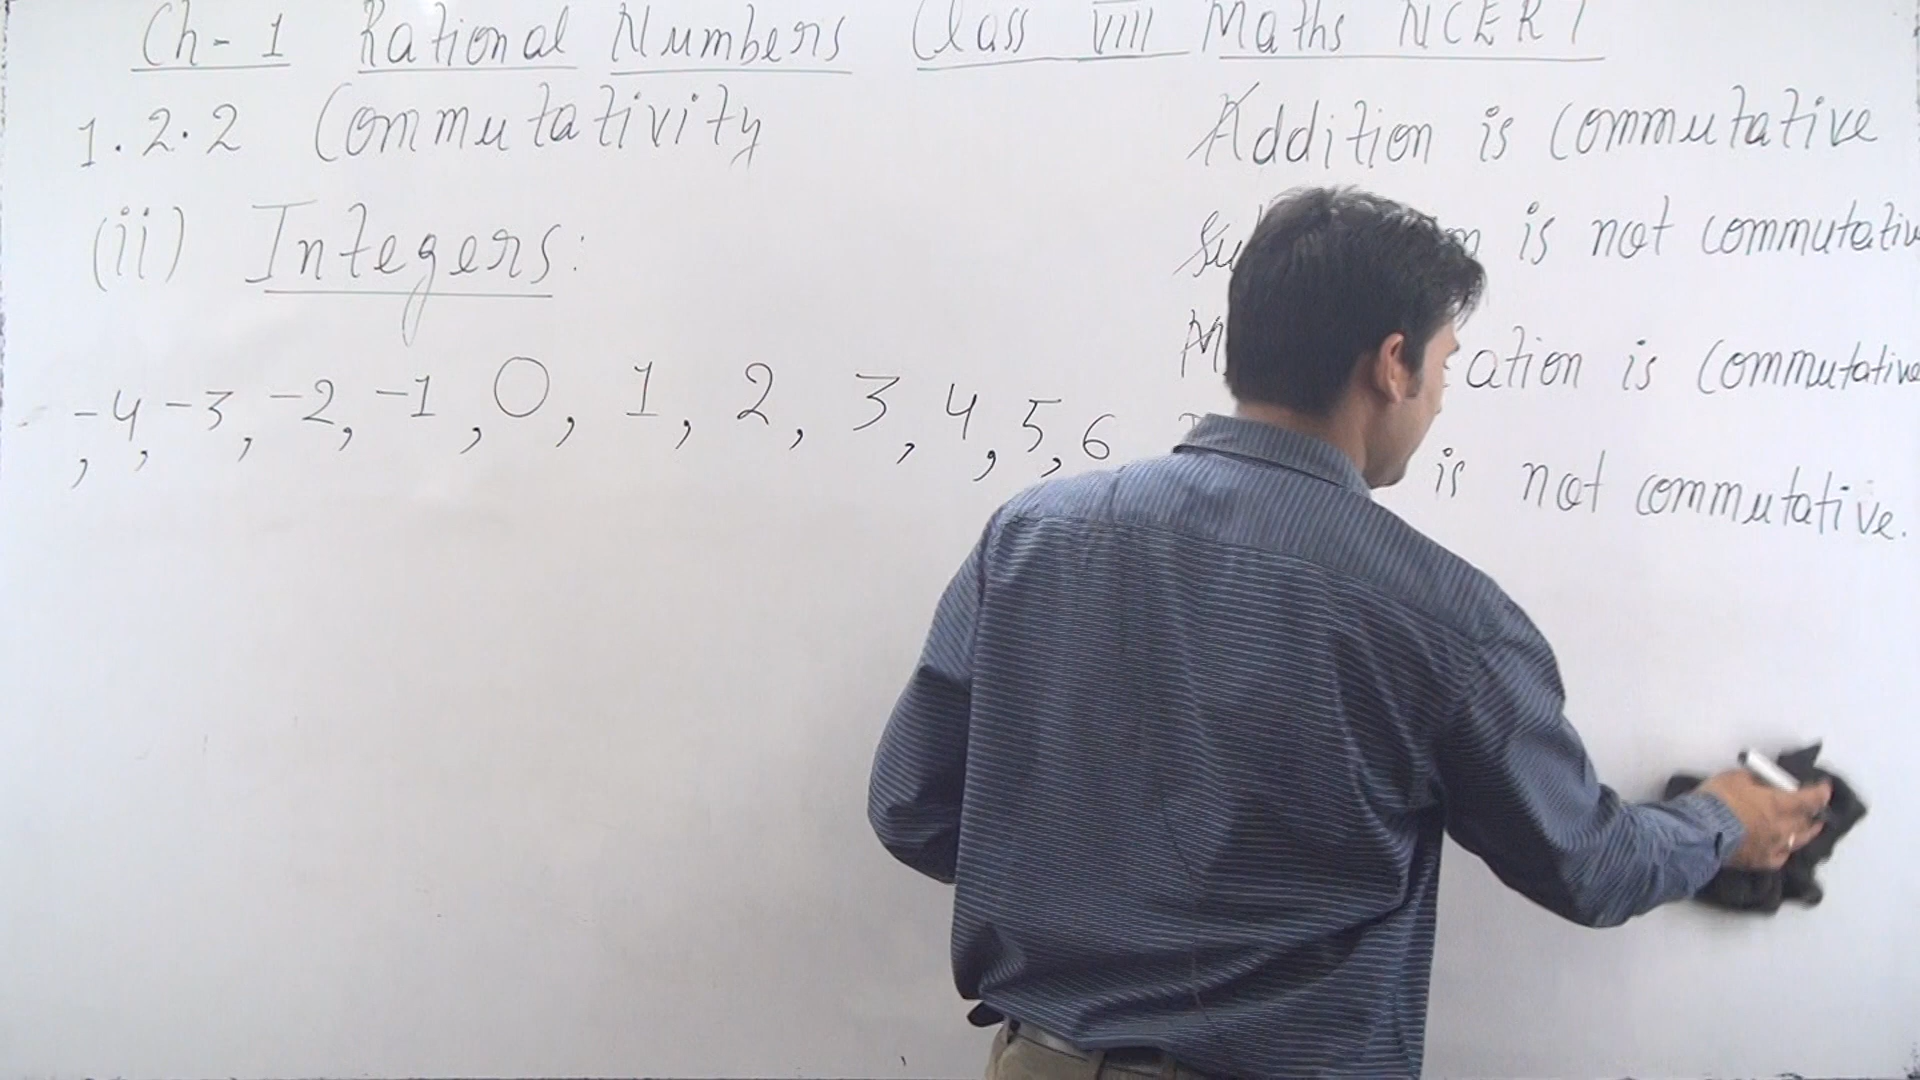 Ch-1 Rational Numbers Class VIII Maths NCERT
1.2.2 Commutativity
(ii) Integers:
, -4, -3, -2, -1, 0, 1, 2, 3, 4, 5, 6
Addition is commutative
is not commutative
is commutative
is not commutative.